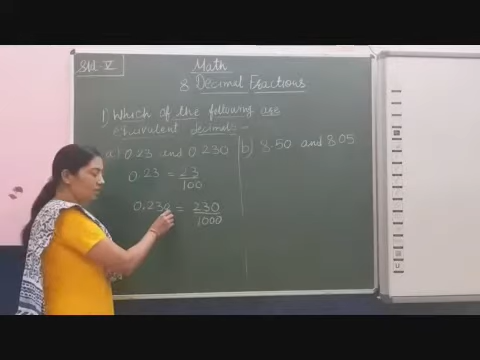 Std. V
Math
8 Decimal Fractions
1) Which of the following are
equivalent decimals.
a) 0.23 and 0.230
b) 8.50 and 8.05
0.23 = 23
100
0.230 = 230
1000